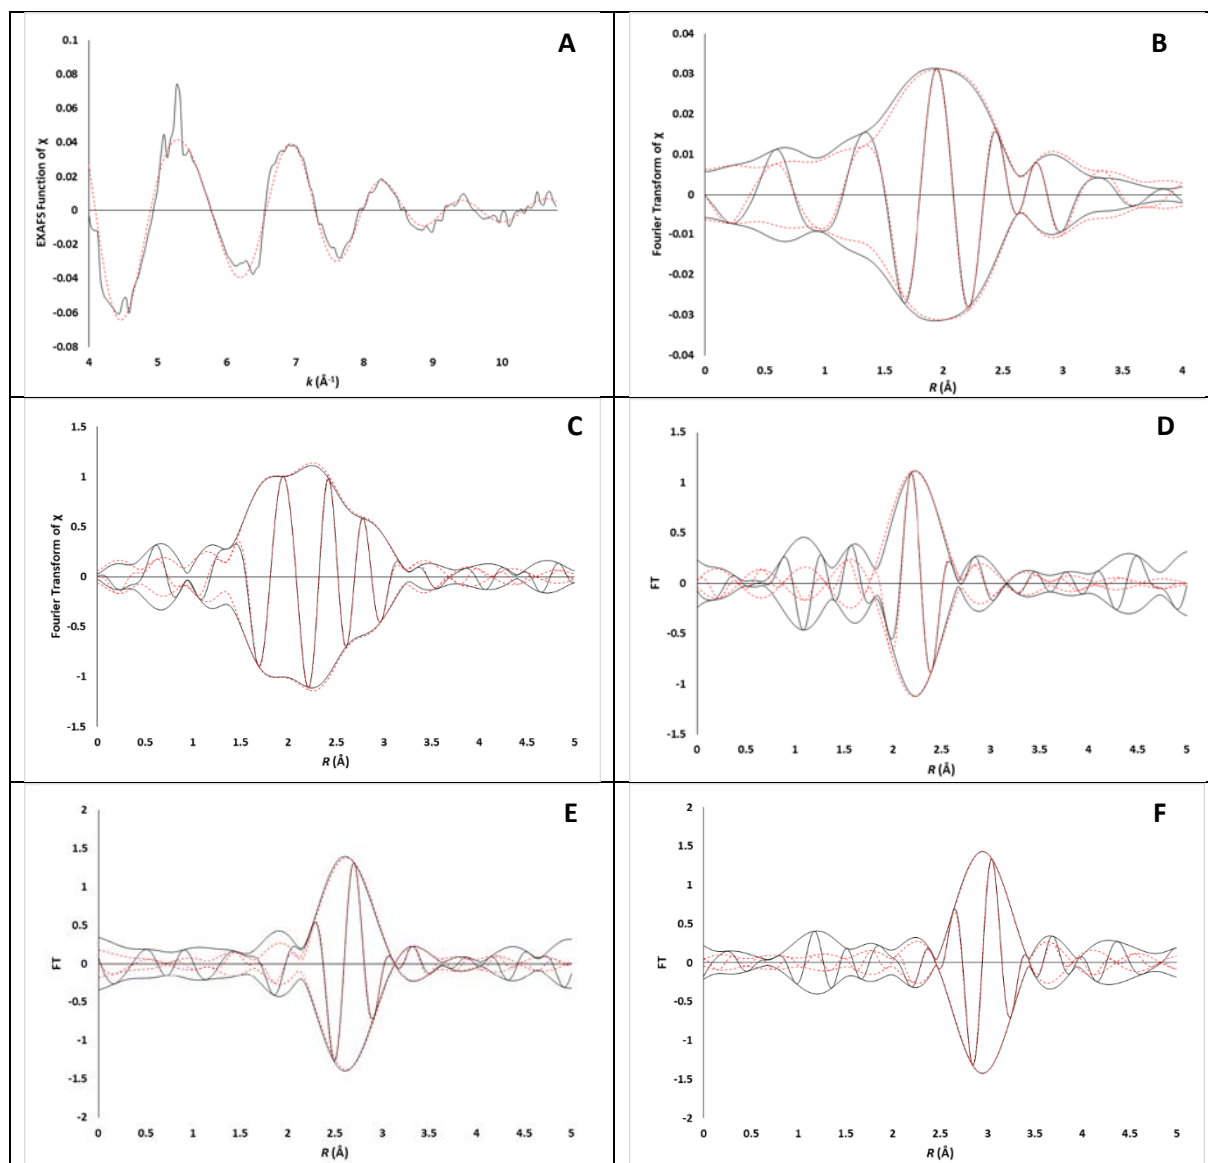 A
EXAFS Function of χ
0.1
0.08
0.06
0.04
0.02
0
-0.02
-0.04
-0.06
-0.08
4 5 6 7 8 9 10
k (Å-1)
B
Fourier Transform of χ
0.04
0.03
0.02
0.01
0
-0.01
-0.02
-0.03
-0.04
0 0.5 1 1.5 2 2.5 3 3.5 4
R (Å)
C
Fourier Transform of χ
1.5
1
0.5
0
-0.5
-1
-1.5
0 0.5 1 1.5 2 2.5 3 3.5 4 4.5 5
R (Å)
D
FT
1.5
1
0.5
0
-0.5
-1
-1.5
0 0.5 1 1.5 2 2.5 3 3.5 4 4.5 5
R (Å)
E
FT
2
1.5
1
0.5
0
-0.5
-1
-1.5
-2
0 0.5 1 1.5 2 2.5 3 3.5 4 4.5 5
R (Å)
F
FT
2
1.5
1
0.5
0
-0.5
-1
-1.5
-2
0 0.5 1 1.5 2 2.5 3 3.5 4 4.5 5
R (Å)